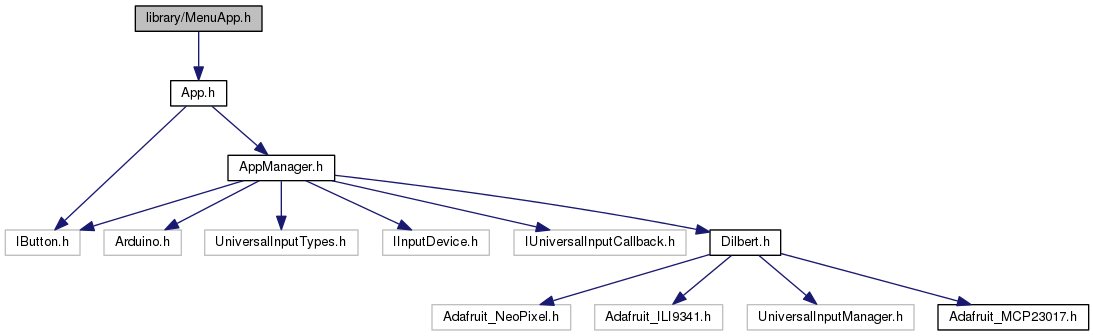 library/MenuApp.h
App.h
AppManager.h
IButton.h
Arduino.h
UniversalInputTypes.h
IInputDevice.h
IUniversalInputCallback.h
Dilbert.h
Adafruit_NeoPixel.h
Adafruit_ILI9341.h
UniversalInputManager.h
Adafruit_MCP23017.h